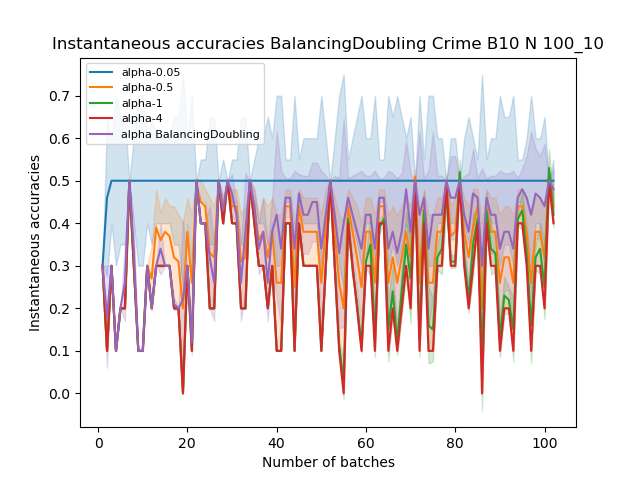 Instantaneous accuracies BalancingDoubling Crime B10 N 100_10
alpha-0.05
alpha-0.5
alpha-1
alpha-4
alpha BalancingDoubling
Instantaneous accuracies
0.7
0.6
0.5
0.4
0.3
0.2
0.1
0.0
0 20 40 60 80 100
Number of batches